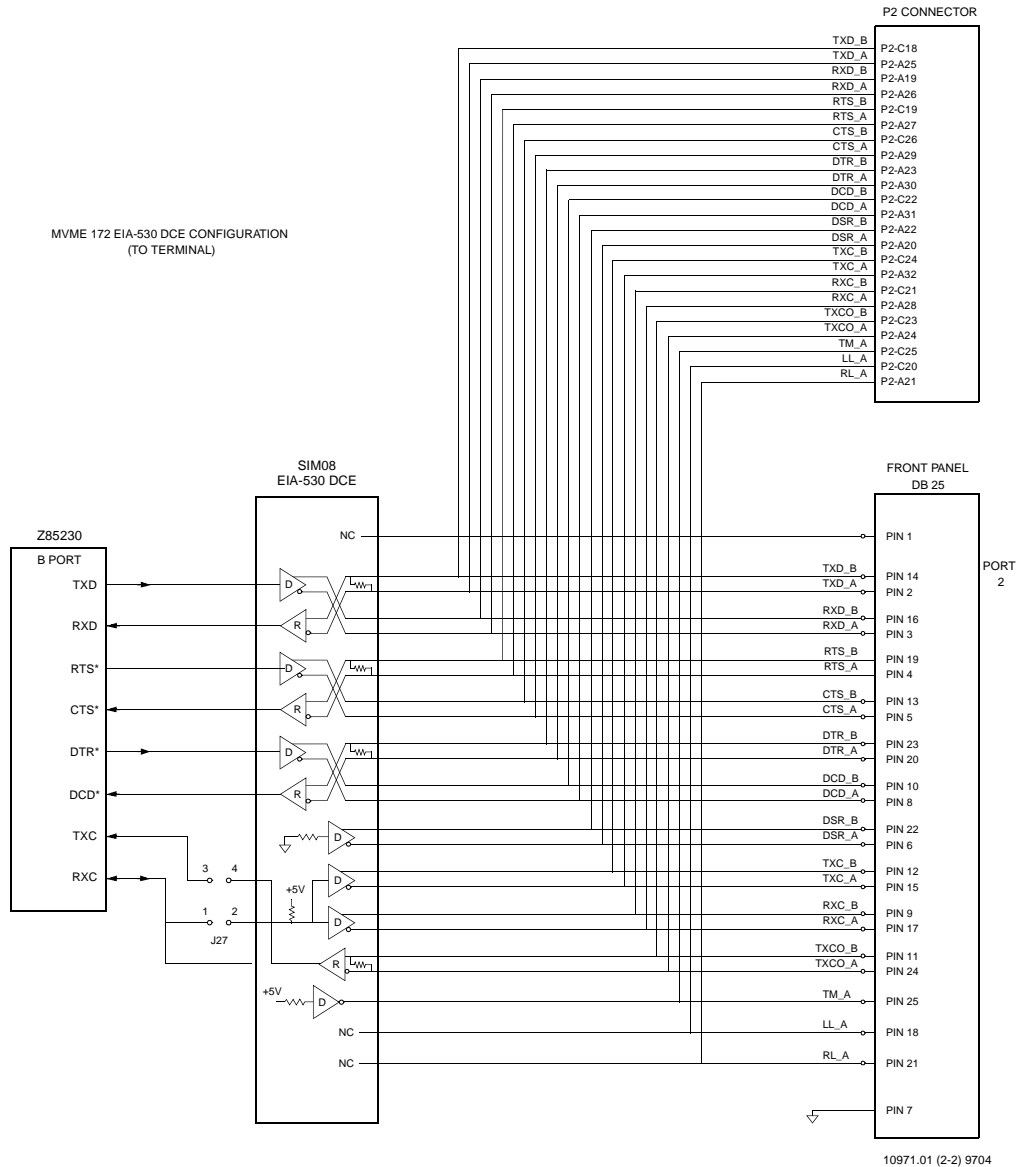 P2 CONNECTOR
TXD_B P2-C18
TXD_A P2-A25
RXD_B P2-A19
RXD_A P2-A26
RTS_B P2-C19
RTS_A P2-A27
CTS_B P2-C26
CTS_A P2-A29
DTR_B P2-A23
DTR_A P2-A30
DCD_B P2-C22
DCD_A P2-A31
DSR_B P2-A22
DSR_A P2-A20
TXC_B P2-C24
TXC_A P2-A32
RXC_B P2-C21
RXC_A P2-A28
TXCO_B P2-C23
TXCO_A P2-A24
TM_A P2-C25
LL_A P2-C20
RL_A P2-A21
MVME 172 EIA-530 DCE CONFIGURATION
(TO TERMINAL)
SIM08
EIA-530 DCE
FRONT PANEL
DB 25
Z85230
B PORT
NC PIN 1
PORT
2
TXD D TXD_B PIN 14
TXD_A PIN 2
RXD R RXD_B PIN 16
RXD_A PIN 3
RTS* D RTS_B PIN 19
RTS_A PIN 4
CTS* R CTS_B PIN 13
CTS_A PIN 5
DTR* D DTR_B PIN 23
DTR_A PIN 20
DCD* R DCD_B PIN 10
DCD_A PIN 8
TXC D DSR_B PIN 22
DSR_A PIN 6
RXC 3 4 D TXC_B PIN 12
TXC_A PIN 15
+5V
1 2 D RXC_B PIN 9
RXC_A PIN 17
J27
R TXCO_B PIN 11
TXCO_A PIN 24
+5V D TM_A PIN 25
NC LL_A PIN 18
NC RL_A PIN 21
PIN 7
10971.01 (2-2) 9704